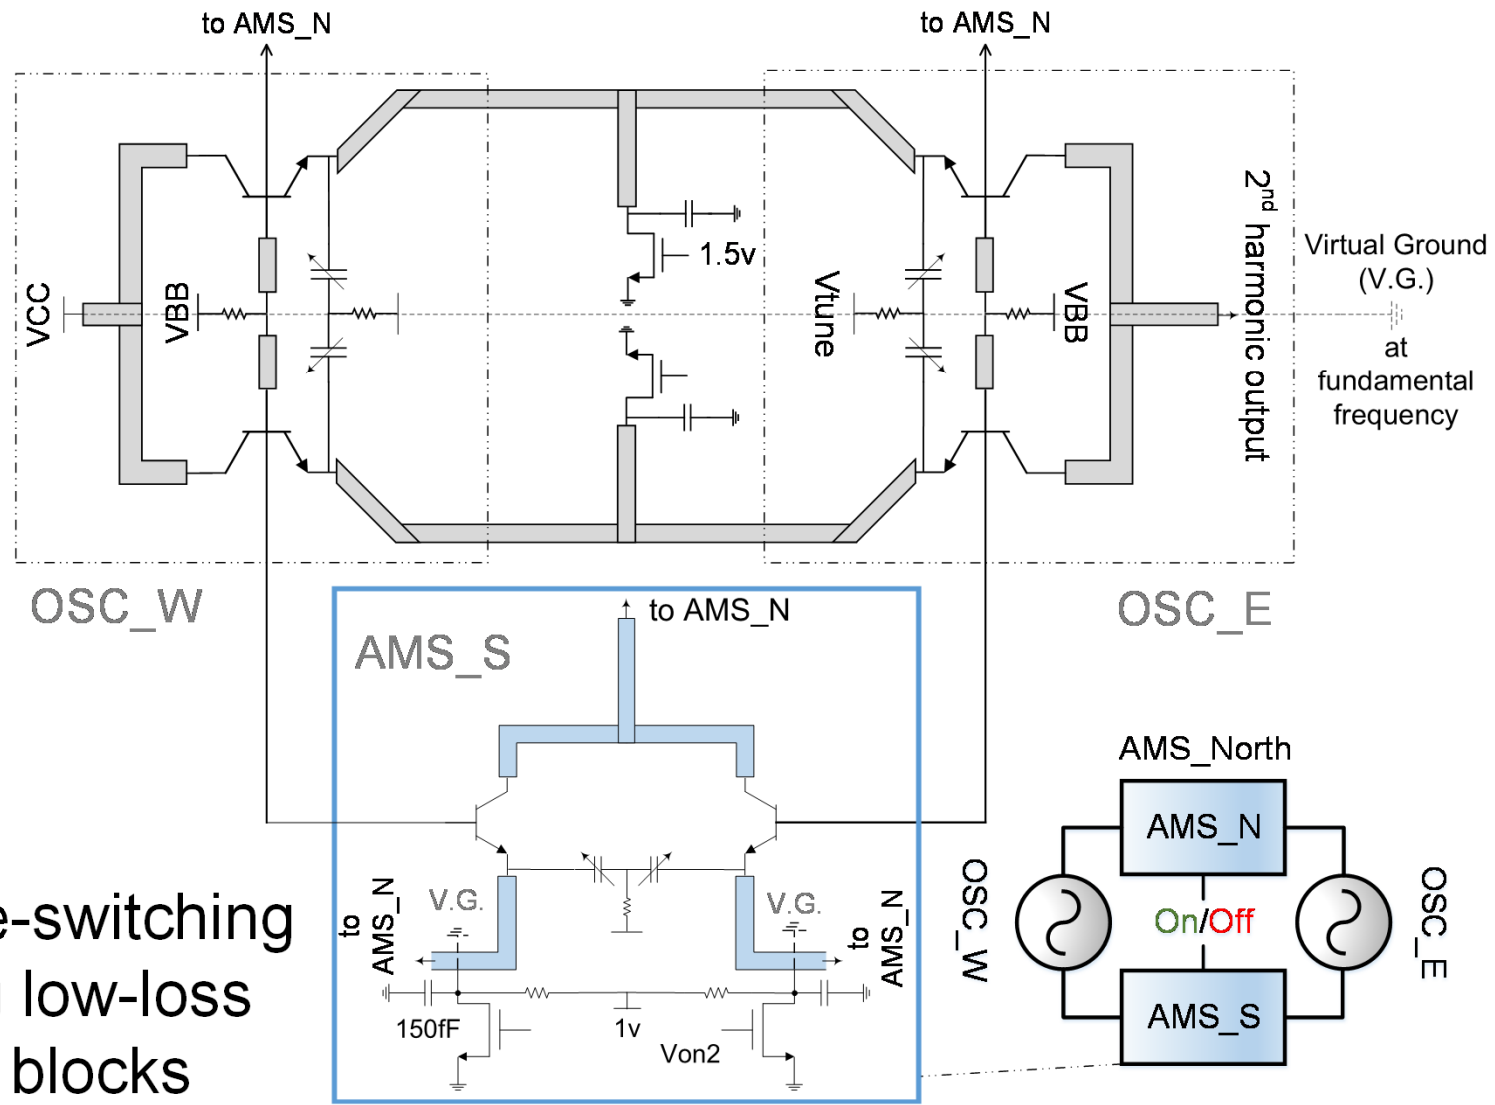 to AMS_N
to AMS_N
VCC
VBB
1.5v
Vtune
VBB
2nd harmonic output
Virtual Ground
(V.G.)
at
fundamental
frequency
OSC_W
OSC_E
AMS_S
to AMS_N
V.G.
V.G.
to
AMS_N
to
AMS_N
150fF
1v
Von2
AMS_North
AMS_N
OSC_W
On/Off
OSC_E
AMS_S
e-switching
low-loss
blocks